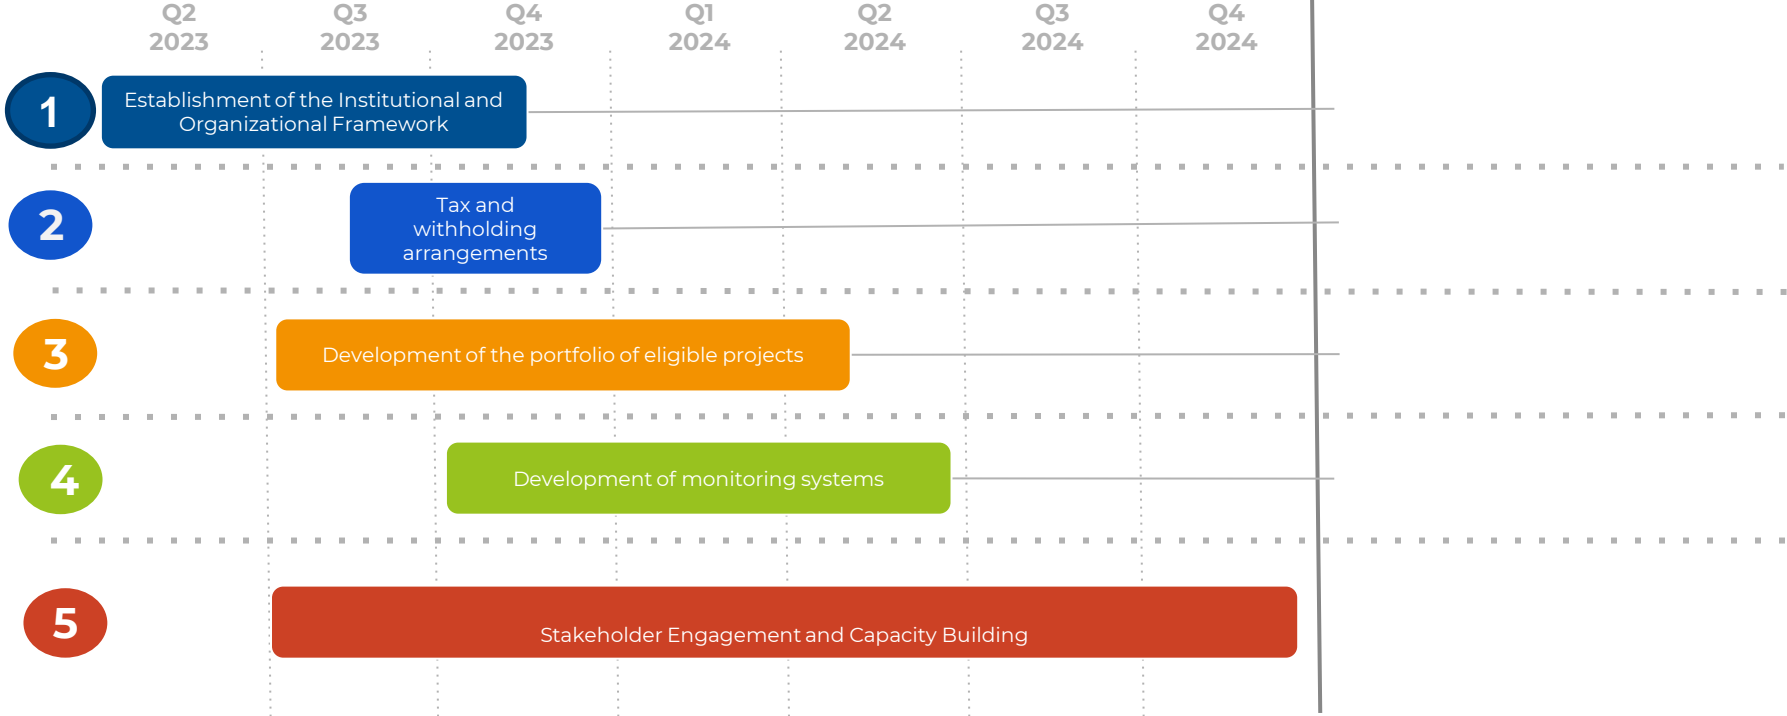 Q2 Q3 Q4 Q1 Q2 Q3 Q4
2023 2023 2023 2024 2024 2024 2024
1
Establishment of the Institutional and
Organizational Framework
2
Tax and
withholding
arrangements
3
Development of the portfolio of eligible projects
4
Development of monitoring systems
5
Stakeholder Engagement and Capacity Building